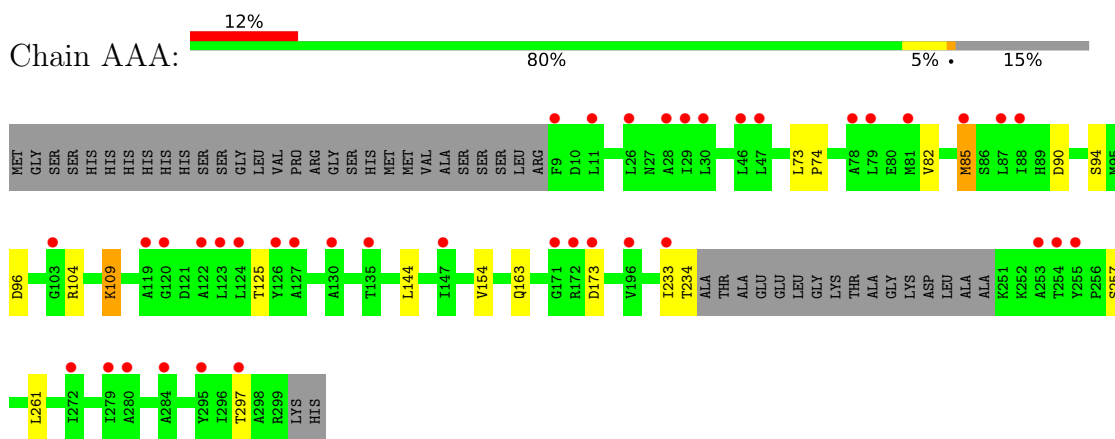 12%
Chain AAA:
80% 5% • 15%
MET GLY SER SER HIS HIS HIS HIS HIS HIS SER SER GLY LEU VAL PRO ARG GLY SER HIS MET MET VAL ALA SER SER SER LEU ARG F9 D10 L11 L26 N27 A28 I29 L30 L46 L47 L73 P74 A78 L79 E80 M81 V82 M85 S86 L87 I88 H89 D90 S94 M95
D96 G103 R104 K109 A119 G120 D121 A122 L123 L124 T125 Y126 A127 A130 T135 L144 I147 V154 Q163 G171 R172 D173 V196 I233 T234 ALA THR ALA GLU GLU LEU GLY LYS THR ALA GLY LYS ASP LEU ALA ALA K251 K252 A253 T254 Y255 P256 S257
L261 I272 I279 A280 A284 Y295 I296 T297 A298 R299 LYS HIS